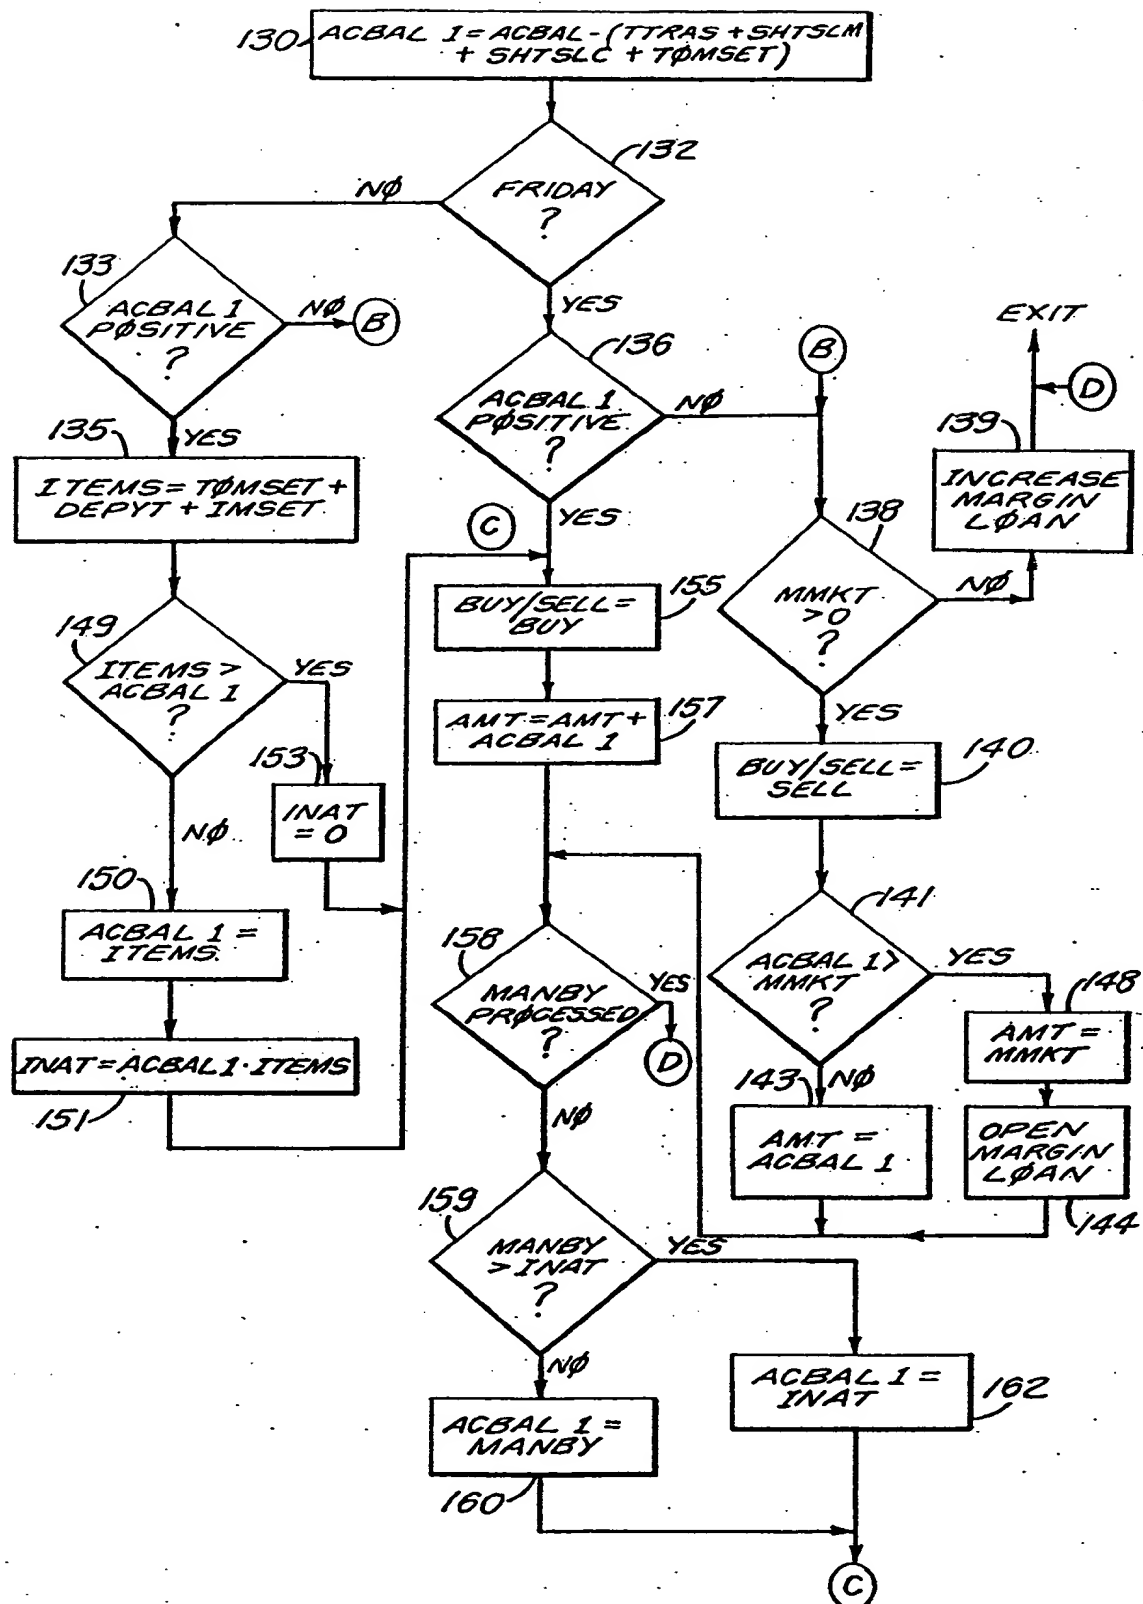 130
ACBAL 1 = ACBAL-(TTRAS + SHTSLM
+ SHTSLC + TØMSET)
132
FRIDAY
?
NØ
YES
133
ACBAL 1
PØSITIVE
?
NØ
B
YES
136
ACBAL 1
PØSITIVE
?
NØ
YES
B
EXIT
D
139
INCREASE
MARGIN
LØAN
135
ITEMS = TØMSET +
DEPYT + IMSET
C
138
MMKT
>0
?
NØ
YES
149
ITEMS >
ACBAL 1
?
YES
NØ
153
INAT
= 0
155
BUY/SELL =
BUY
157
AMT = AMT +
ACBAL 1
140
BUY/SELL =
SELL
150
ACBAL 1 =
ITEMS
151
INAT = ACBAL 1 · ITEMS
158
MANBY
PRØCESSED
?
YES
D
NØ
141
ACBAL 1 >
MMKT
?
YES
NØ
148
AMT =
MMKT
143
AMT =
ACBAL 1
OPEN
MARGIN
LØAN
144
159
MANBY
> INAT
?
YES
NØ
ACBAL 1 =
MANBY
160
ACBAL 1 =
INAT
162
C